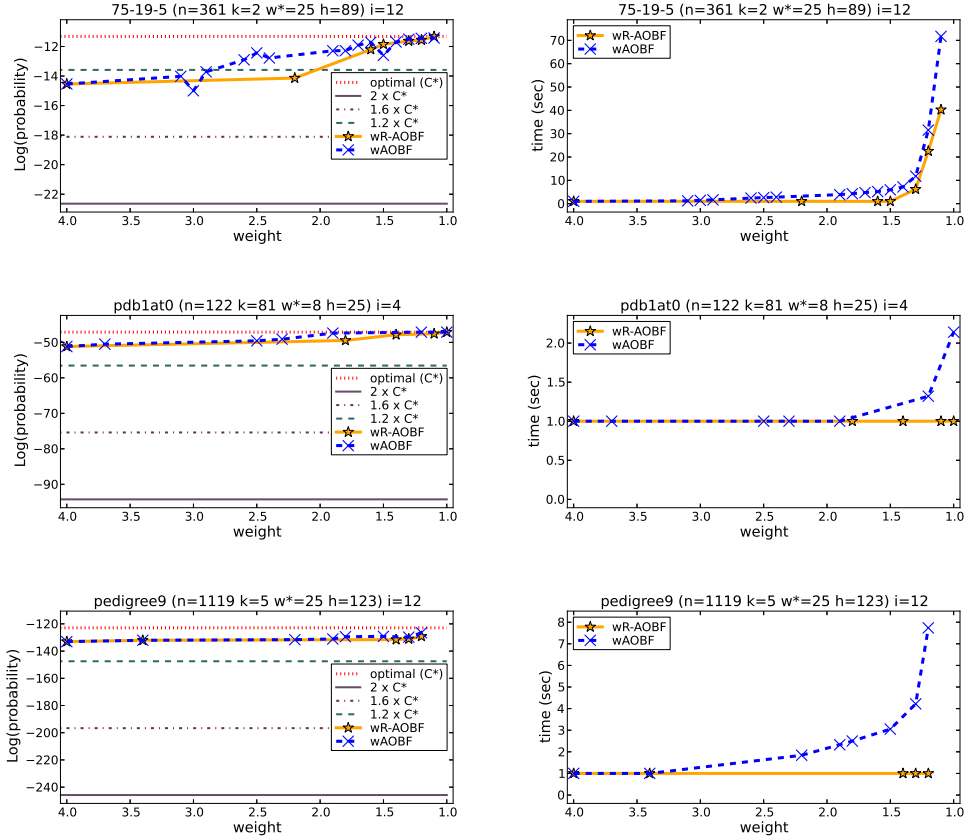 75-19-5 (n=361 k=2 w*=25 h=89) i=12
Log(probability)
−12
−14
−16
−18
−20
−22
optimal (C*)
2 x C*
1.6 x C*
1.2 x C*
wR-AOBF
wAOBF
4.0 3.5 3.0 2.5 2.0 1.5 1.0
weight
75-19-5 (n=361 k=2 w*=25 h=89) i=12
time (sec)
70
60
50
40
30
20
10
0
wR-AOBF
wAOBF
4.0 3.5 3.0 2.5 2.0 1.5 1.0
weight
pdb1at0 (n=122 k=81 w*=8 h=25) i=4
Log(probability)
−50
−60
−70
−80
−90
optimal (C*)
2 x C*
1.6 x C*
1.2 x C*
wR-AOBF
wAOBF
4.0 3.5 3.0 2.5 2.0 1.5 1.0
weight
pdb1at0 (n=122 k=81 w*=8 h=25) i=4
time (sec)
2.0
1.5
1.0
0.5
0.0
wR-AOBF
wAOBF
4.0 3.5 3.0 2.5 2.0 1.5 1.0
weight
pedigree9 (n=1119 k=5 w*=25 h=123) i=12
Log(probability)
−120
−140
−160
−180
−200
−220
−240
optimal (C*)
2 x C*
1.6 x C*
1.2 x C*
wR-AOBF
wAOBF
4.0 3.5 3.0 2.5 2.0 1.5 1.0
weight
pedigree9 (n=1119 k=5 w*=25 h=123) i=12
time (sec)
8
7
6
5
4
3
2
1
0
wR-AOBF
wAOBF
4.0 3.5 3.0 2.5 2.0 1.5 1.0
weight